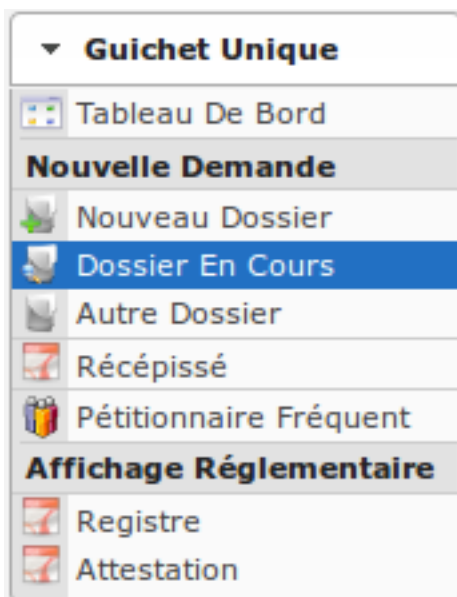 Guichet Unique
Tableau De Bord
Nouvelle Demande
Nouveau Dossier
Dossier En Cours
Autre Dossier
Récépissé
Pétitionnaire Fréquent
Affichage Réglementaire
Registre
Attestation